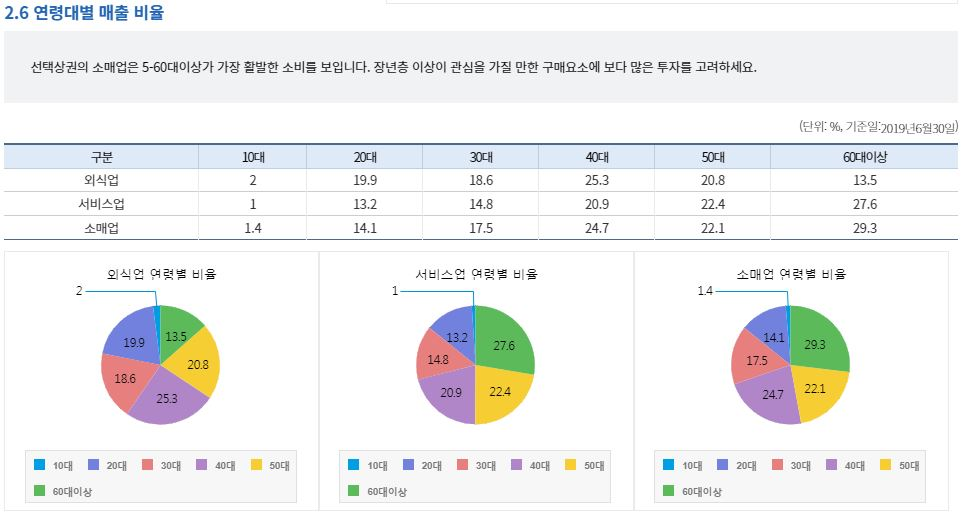 2.6 연령대별 매출 비율
선택상권의 소매업은 5-60대이상가 가장 활발한 소비를 보입니다. 장년층 이상이 관심을 가질 만한 구매요소에 보다 많은 투자를 고려하세요.
(단위: %, 기준일:2019년6월30일)
구분 10대 20대 30대 40대 50대 60대이상
외식업 2 19.9 18.6 25.3 20.8 13.5
서비스업 1 13.2 14.8 20.9 22.4 27.6
소매업 1.4 14.1 17.5 24.7 22.1 29.3
외식업 연령별 비율
2
13.5
19.9
20.8
18.6
25.3
10대 20대 30대 40대 50대
60대이상
서비스업 연령별 비율
1
13.2
27.6
14.8
20.9
22.4
10대 20대 30대 40대 50대
60대이상
소매업 연령별 비율
1.4
14.1
29.3
17.5
22.1
24.7
10대 20대 30대 40대 50대
60대이상